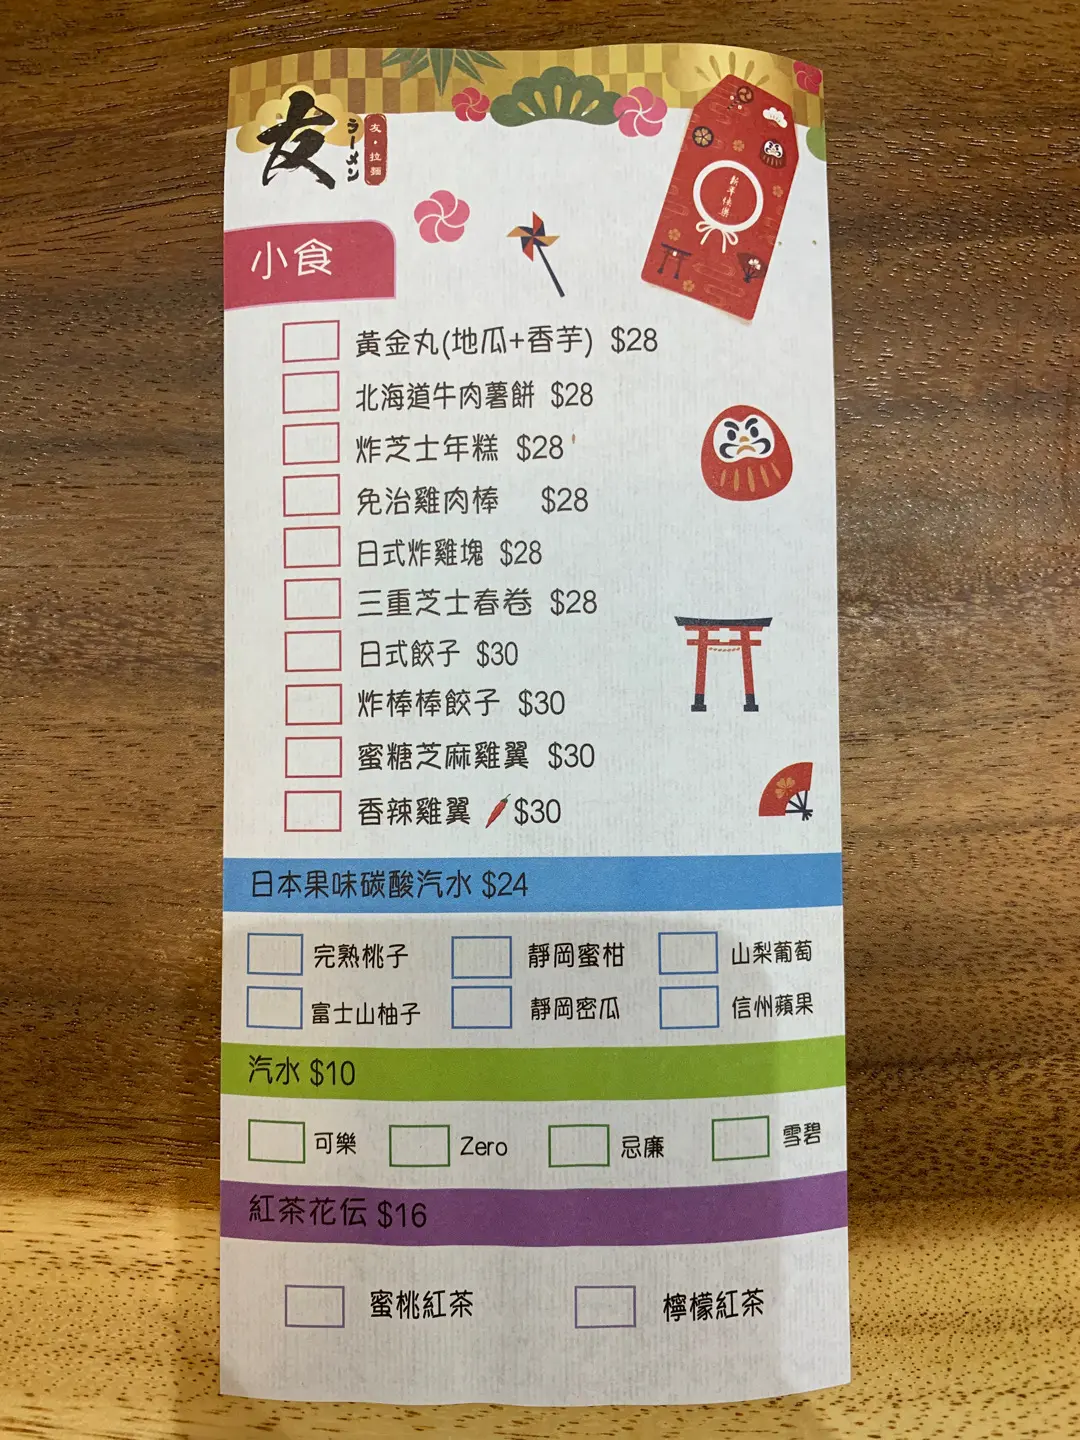 友
ラーメン
友・拉麵
新年快樂
小食
黃金丸(地瓜+香芋) $28
北海道牛肉薯餅 $28
炸芝士年糕 $28
免治雞肉棒 $28
日式炸雞塊 $28
三重芝士春卷 $28
日式餃子 $30
炸棒棒餃子 $30
蜜糖芝麻雞翼 $30
香辣雞翼 $30
日本果味碳酸汽水 $24
完熟桃子 靜岡蜜柑 山梨葡萄
富士山柚子 靜岡密瓜 信州蘋果
汽水 $10
可樂 Zero 忌廉 雪碧
紅茶花伝 $16
蜜桃紅茶 檸檬紅茶